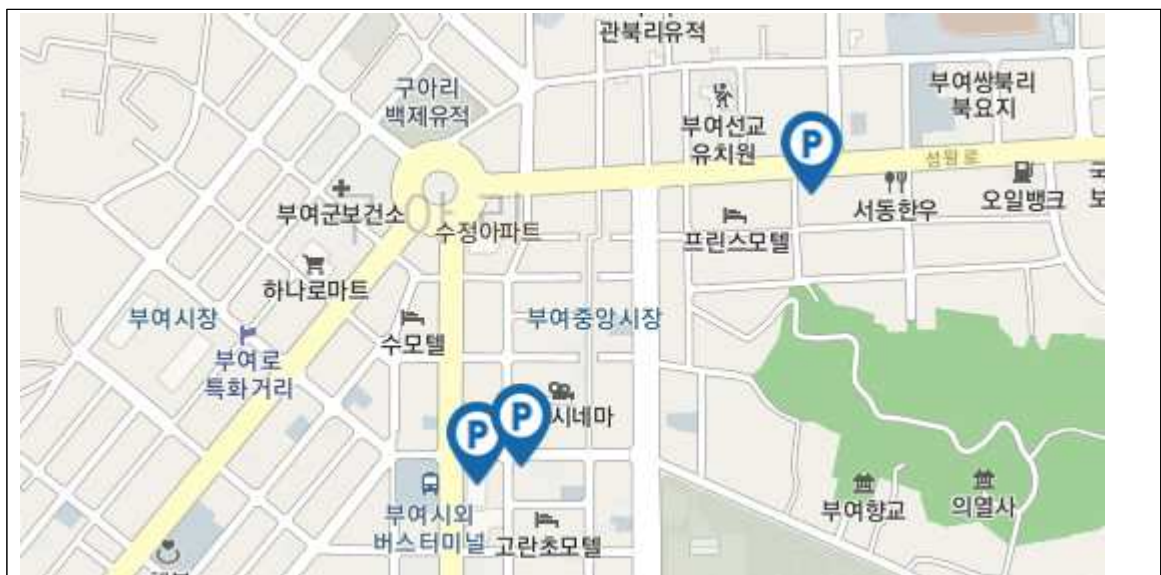 관북리유적
구아리
백제유적
부여쌍북리
북요지
부여선교
유치원
P
성왕로
서동한우
오일뱅크
보
부여군보건소
수정아파트
프린스모텔
하나로마트
부여시장
부여중앙시장
수모텔
부여로
특화거리
P
P
시네마
부여향교
의열사
부여시외
버스터미널
고란초모텔